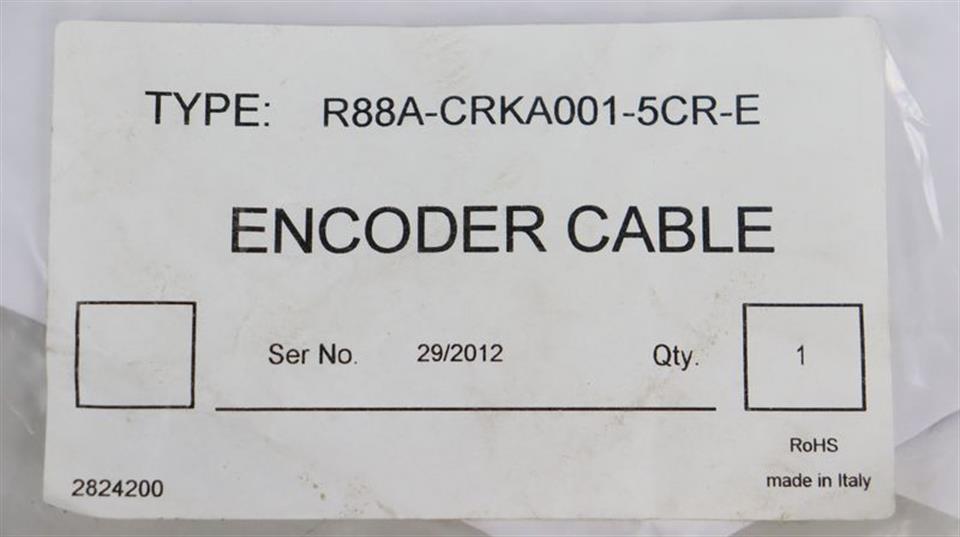 TYPE: R88A-CRKA001-5CR-E
ENCODER CABLE
Ser No. 29/2012 Qty. 1
RoHS
2824200 made in Italy